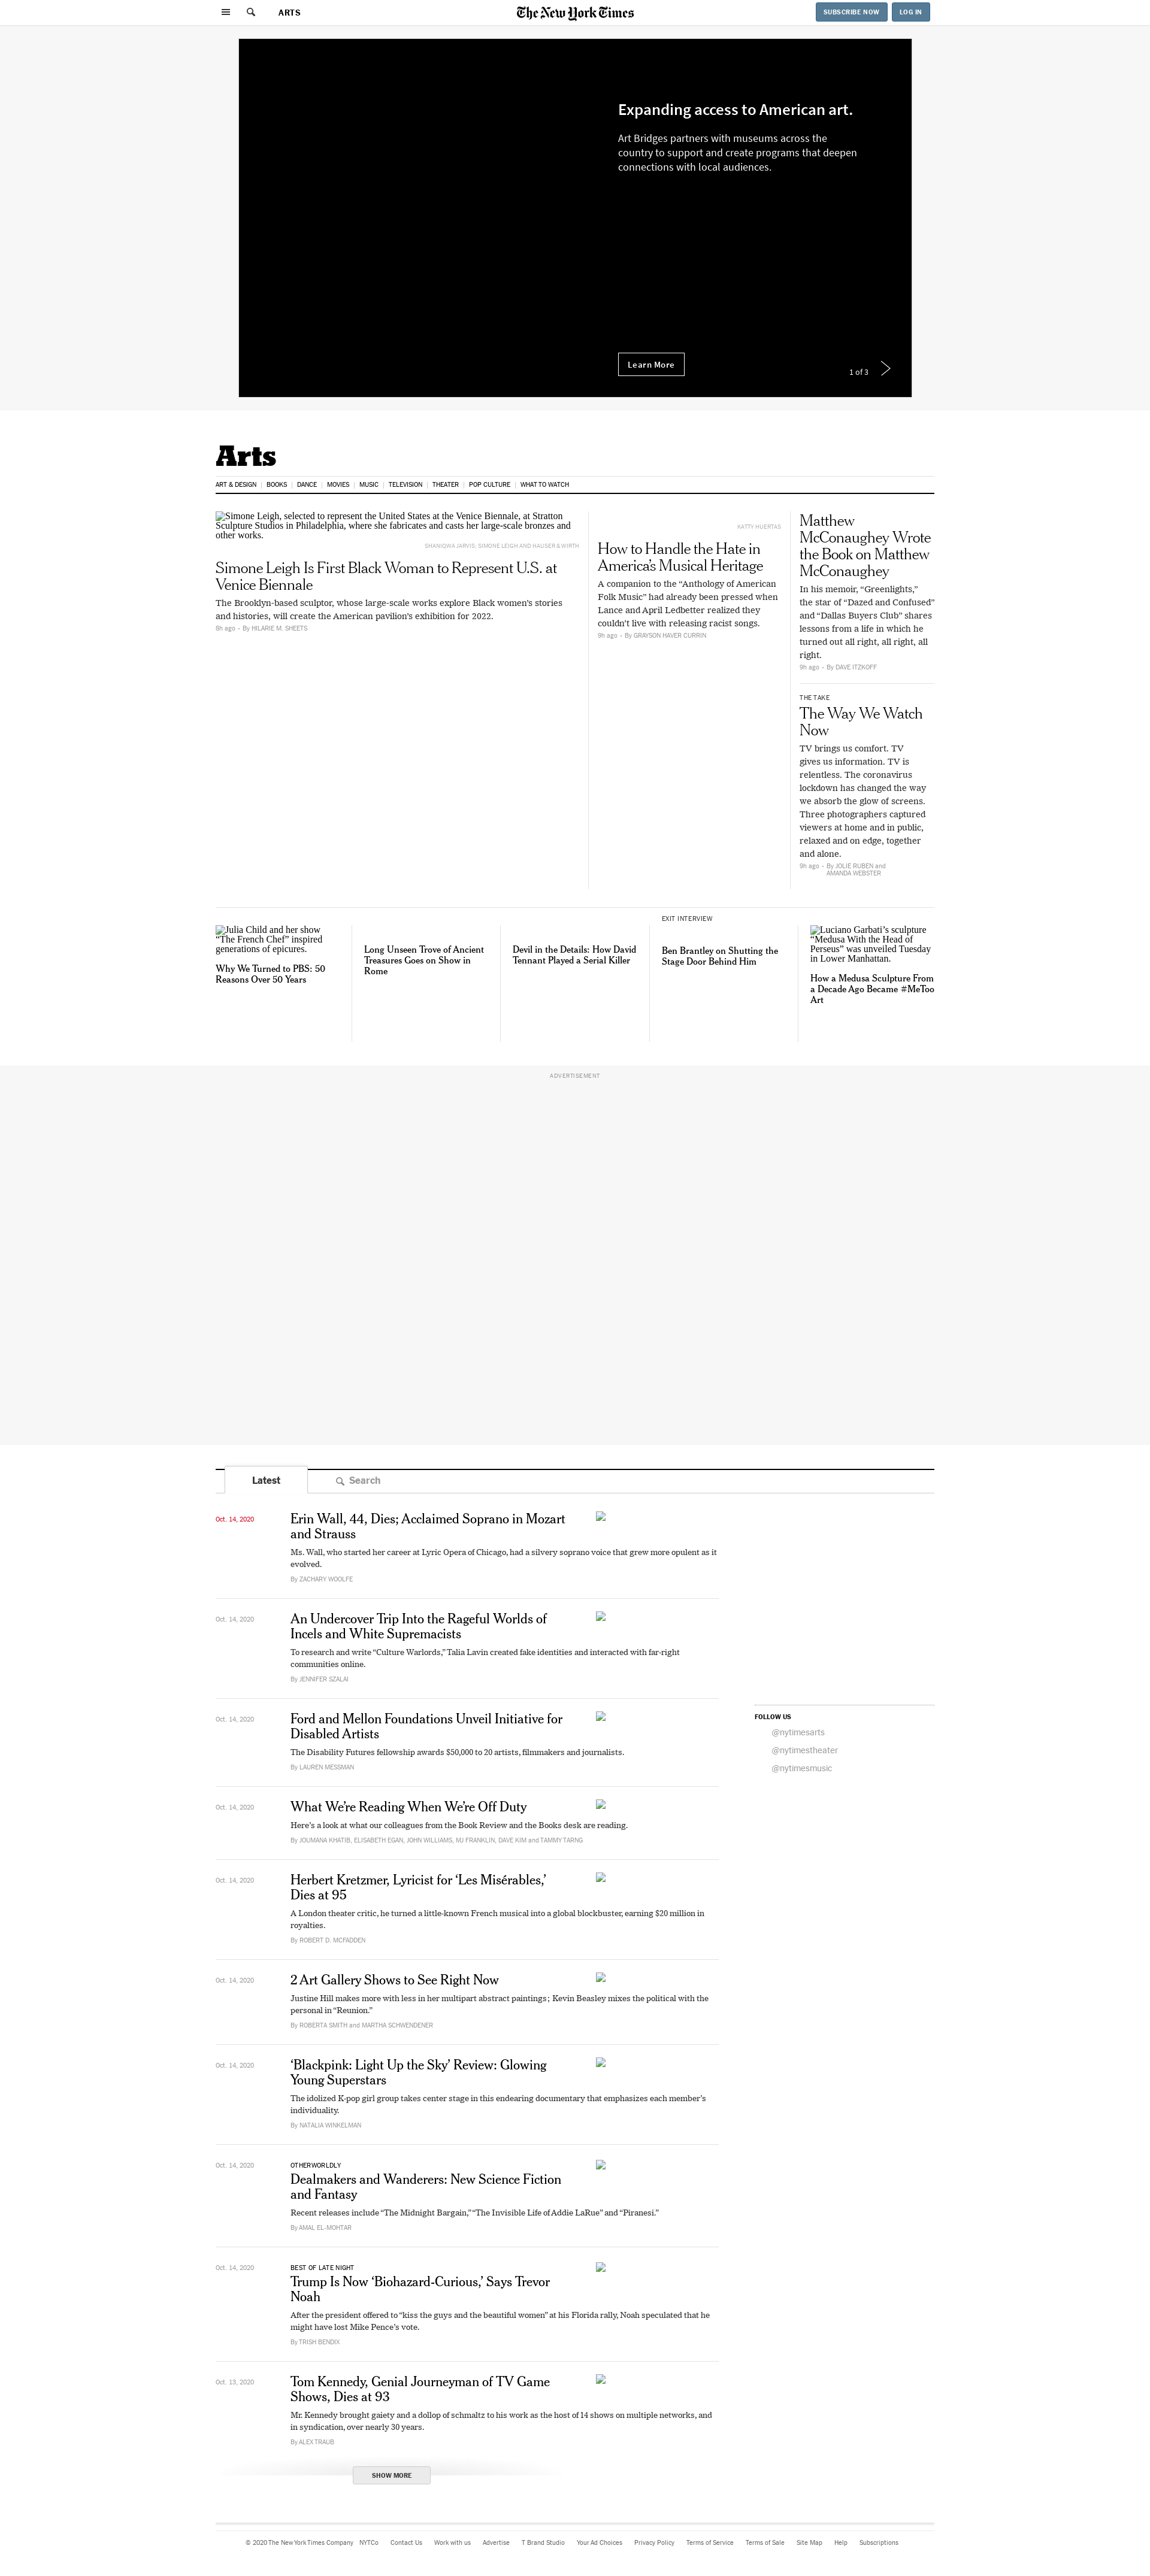 ARTS
The New York Times
SUBSCRIBE NOW
LOG IN
Expanding access to American art.
Art Bridges partners with museums across the
country to support and create programs that deepen
connections with local audiences.
Learn More
1 of 3
Arts
ART & DESIGN
BOOKS
DANCE
MOVIES
MUSIC
TELEVISION
THEATER
POP CULTURE
WHAT TO WATCH
Simone Leigh, selected to represent the United States at the Venice Biennale, at Stratton
Sculpture Studios in Philadelphia, where she fabricates and casts her large-scale bronzes and
other works.
SHANIQWA JARVIS; SIMONE LEIGH AND HAUSER & WIRTH
Simone Leigh Is First Black Woman to Represent U.S. at
Venice Biennale
The Brooklyn-based sculptor, whose large-scale works explore Black women’s stories
and histories, will create the American pavilion’s exhibition for 2022.
6h ago • By HILARIE M. SHEETS
KATTY HUERTAS
How to Handle the Hate in
America’s Musical Heritage
A companion to the “Anthology of American
Folk Music” had already been pressed when
Lance and April Ledbetter realized they
couldn’t live with releasing racist songs.
9h ago • By GRAYSON HAVER CURRIN
Matthew
McConaughey Wrote
the Book on Matthew
McConaughey
In his memoir, “Greenlights,”
the star of “Dazed and Confused”
and “Dallas Buyers Club” shares
lessons from a life in which he
turned out all right, all right, all
right.
9h ago • By DAVE ITZKOFF
THE TAKE
The Way We Watch
Now
TV brings us comfort. TV
gives us information. TV is
relentless. The coronavirus
lockdown has changed the way
we absorb the glow of screens.
Three photographers captured
viewers at home and in public,
relaxed and on edge, together
and alone.
9h ago • By JOLIE RUBEN and
AMANDA WEBSTER
Julia Child and her show
“The French Chef” inspired
generations of epicures.
Why We Turned to PBS: 50
Reasons Over 50 Years
Long Unseen Trove of Ancient
Treasures Goes on Show in
Rome
Devil in the Details: How David
Tennant Played a Serial Killer
EXIT INTERVIEW
Ben Brantley on Shutting the
Stage Door Behind Him
Luciano Garbati’s sculpture
“Medusa With the Head of
Perseus” was unveiled Tuesday
in Lower Manhattan.
How a Medusa Sculpture From
a Decade Ago Became #MeToo
Art
ADVERTISEMENT
Latest
Search
Oct. 14, 2020
Erin Wall, 44, Dies; Acclaimed Soprano in Mozart
and Strauss
Ms. Wall, who started her career at Lyric Opera of Chicago, had a silvery soprano voice that grew more opulent as it
evolved.
By ZACHARY WOOLFE
Oct. 14, 2020
An Undercover Trip Into the Rageful Worlds of
Incels and White Supremacists
To research and write “Culture Warlords,” Talia Lavin created fake identities and interacted with far-right
communities online.
By JENNIFER SZALAI
Oct. 14, 2020
Ford and Mellon Foundations Unveil Initiative for
Disabled Artists
The Disability Futures fellowship awards $50,000 to 20 artists, filmmakers and journalists.
By LAUREN MESSMAN
FOLLOW US
@nytimesarts
@nytimestheater
@nytimesmusic
Oct. 14, 2020
What We’re Reading When We’re Off Duty
Here’s a look at what our colleagues from the Book Review and the Books desk are reading.
By JOUMANA KHATIB, ELISABETH EGAN, JOHN WILLIAMS, MJ FRANKLIN, DAVE KIM and TAMMY TARNG
Oct. 14, 2020
Herbert Kretzmer, Lyricist for ‘Les Misérables,’
Dies at 95
A London theater critic, he turned a little-known French musical into a global blockbuster, earning $20 million in
royalties.
By ROBERT D. MCFADDEN
Oct. 14, 2020
2 Art Gallery Shows to See Right Now
Justine Hill makes more with less in her multipart abstract paintings; Kevin Beasley mixes the political with the
personal in “Reunion.”
By ROBERTA SMITH and MARTHA SCHWENDENER
Oct. 14, 2020
‘Blackpink: Light Up the Sky’ Review: Glowing
Young Superstars
The idolized K-pop girl group takes center stage in this endearing documentary that emphasizes each member’s
individuality.
By NATALIA WINKELMAN
Oct. 14, 2020
OTHERWORLDLY
Dealmakers and Wanderers: New Science Fiction
and Fantasy
Recent releases include “The Midnight Bargain,” “The Invisible Life of Addie LaRue” and “Piranesi.”
By AMAL EL-MOHTAR
Oct. 14, 2020
BEST OF LATE NIGHT
Trump Is Now ‘Biohazard-Curious,’ Says Trevor
Noah
After the president offered to “kiss the guys and the beautiful women” at his Florida rally, Noah speculated that he
might have lost Mike Pence’s vote.
By TRISH BENDIX
Oct. 13, 2020
Tom Kennedy, Genial Journeyman of TV Game
Shows, Dies at 93
Mr. Kennedy brought gaiety and a dollop of schmaltz to his work as the host of 14 shows on multiple networks, and
in syndication, over nearly 30 years.
By ALEX TRAUB
SHOW MORE
© 2020 The New York Times Company
NYTCo
Contact Us
Work with us
Advertise
T Brand Studio
Your Ad Choices
Privacy Policy
Terms of Service
Terms of Sale
Site Map
Help
Subscriptions